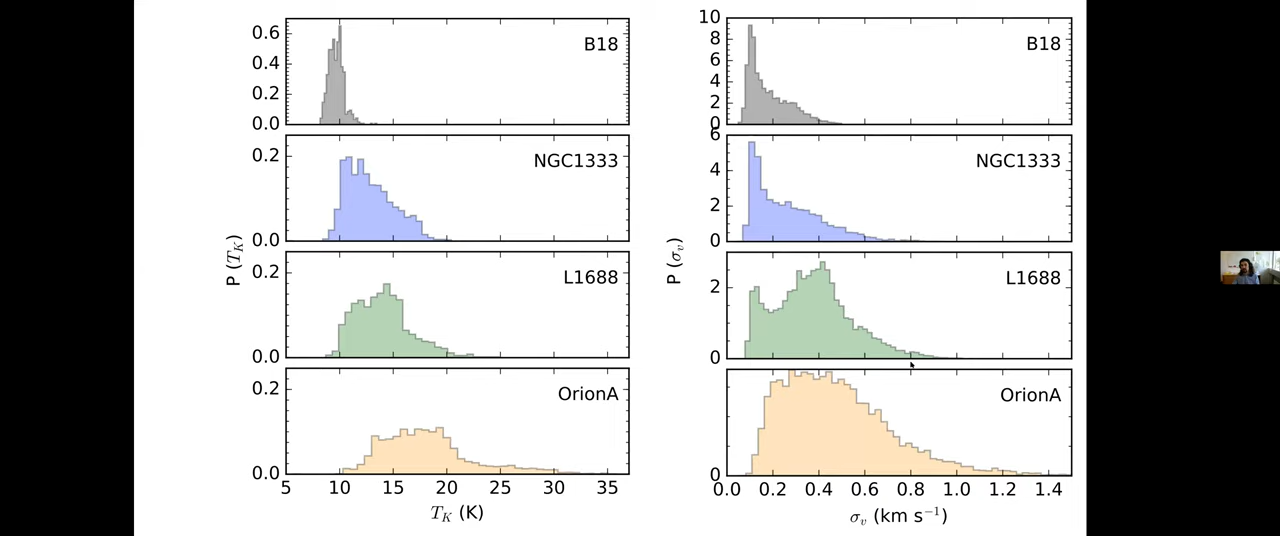 0.6
0.4
0.2
0.0
B18
0.2
0.0
NGC1333
0.2
0.0
L1688
0.2
0.0
OrionA
P (T_K)
5 10 15 20 25 30 35
T_K (K)
10
8
6
4
2
0
B18
6
4
2
0
NGC1333
2
0
L1688
0
OrionA
P (σ_v)
0.0 0.2 0.4 0.6 0.8 1.0 1.2 1.4
σ_v (km s⁻¹)